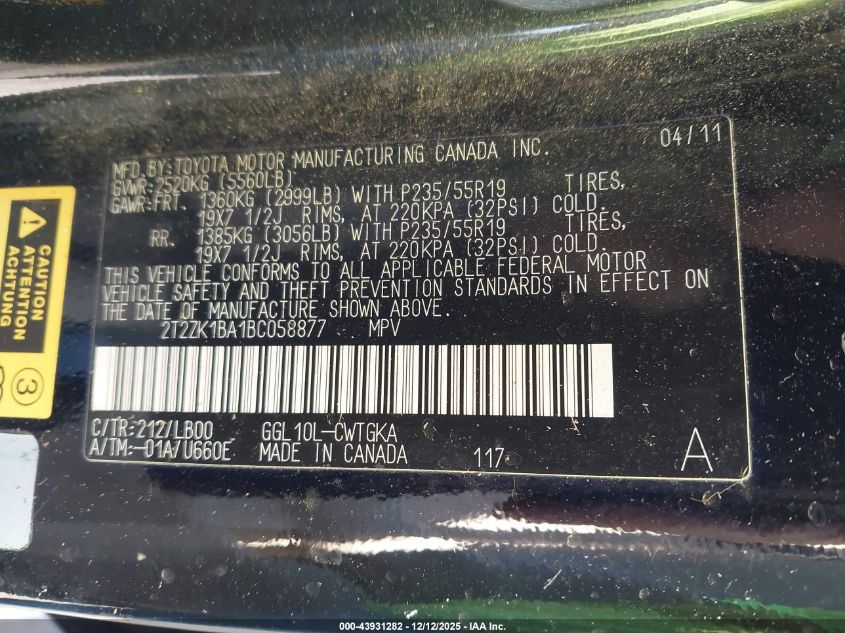 04/11
MFD. BY:TOYOTA MOTOR MANUFACTURING CANADA INC.
GVWR:2520KG (5560LB)
GAWR:FRT. 1360KG (2999LB) WITH P235/55R19 TIRES,
19X7 1/2J RIMS, AT 220KPA (32PSI) COLD.
RR. 1385KG (3056LB) WITH P235/55R19 TIRES,
19X7 1/2J RIMS, AT 220KPA (32PSI) COLD.
THIS VEHICLE CONFORMS TO ALL APPLICABLE FEDERAL MOTOR
VEHICLE SAFETY AND THEFT PREVENTION STANDARDS IN EFFECT ON
THE DATE OF MANUFACTURE SHOWN ABOVE.
2T2ZK1BA1BC058877 MPV
C/TR:212/LB00 GGL10L-CWTGKA
A/TM:-01A/U660E MADE IN CANADA 117 A
CAUTION
ATTENTION
ACHTUNG
3
000-43931282 - 12/12/2025 - IAA Inc.